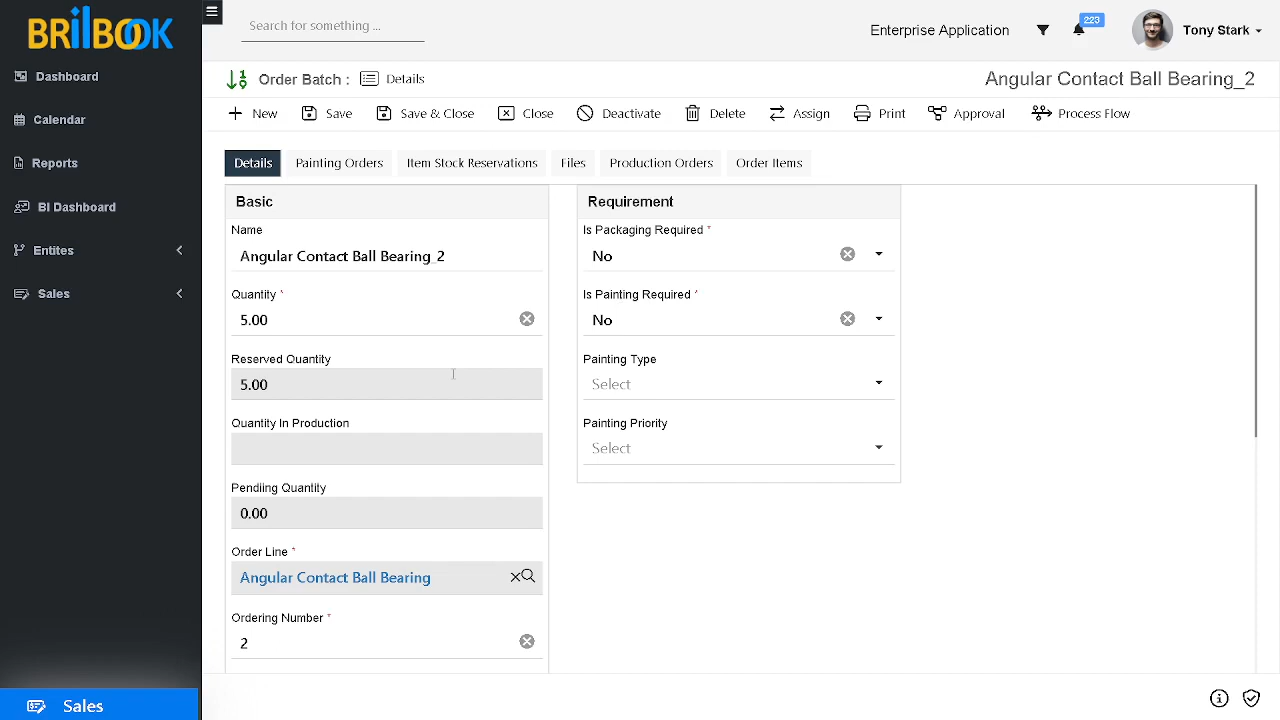 BRILBOOK
Search for something ...
Enterprise Application
223
Tony Stark
Dashboard
Calendar
Reports
BI Dashboard
Entites
Sales
Order Batch :
Details
Angular Contact Ball Bearing_2
New
Save
Save & Close
Close
Deactivate
Delete
Assign
Print
Approval
Process Flow
Details
Painting Orders
Item Stock Reservations
Files
Production Orders
Order Items
Basic
Name
Angular Contact Ball Bearing_2
Quantity *
5.00
Reserved Quantity
5.00
Quantity In Production
Pendiing Quantity
0.00
Order Line *
Angular Contact Ball Bearing
Ordering Number *
2
Requirement
Is Packaging Required *
No
Is Painting Required *
No
Painting Type
Select
Painting Priority
Select
Sales